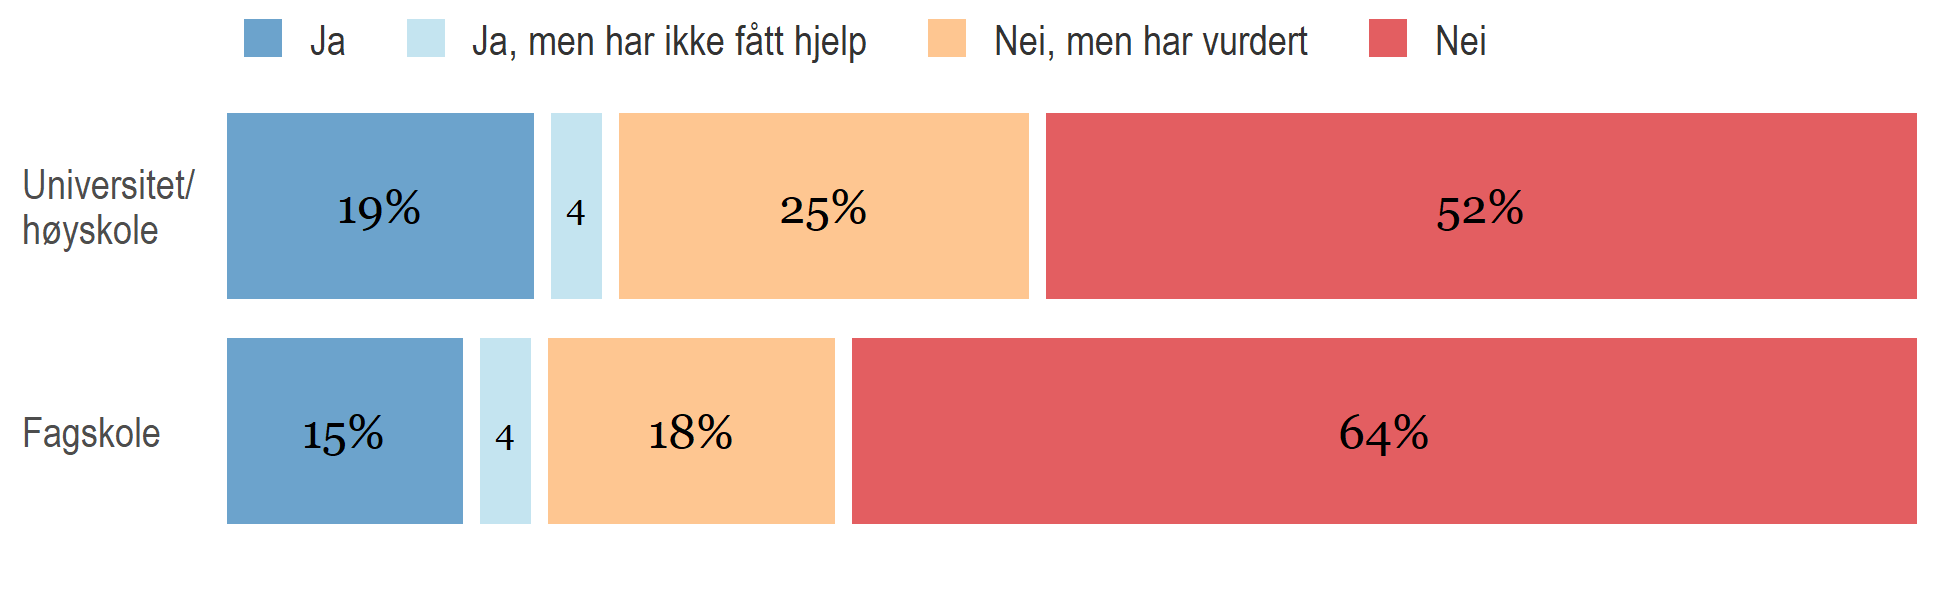 Ja
Ja, men har ikke fått hjelp
Nei, men har vurdert
Nei
Universitet/
høyskole
19%
4
25%
52%
Fagskole
15%
4
18%
64%